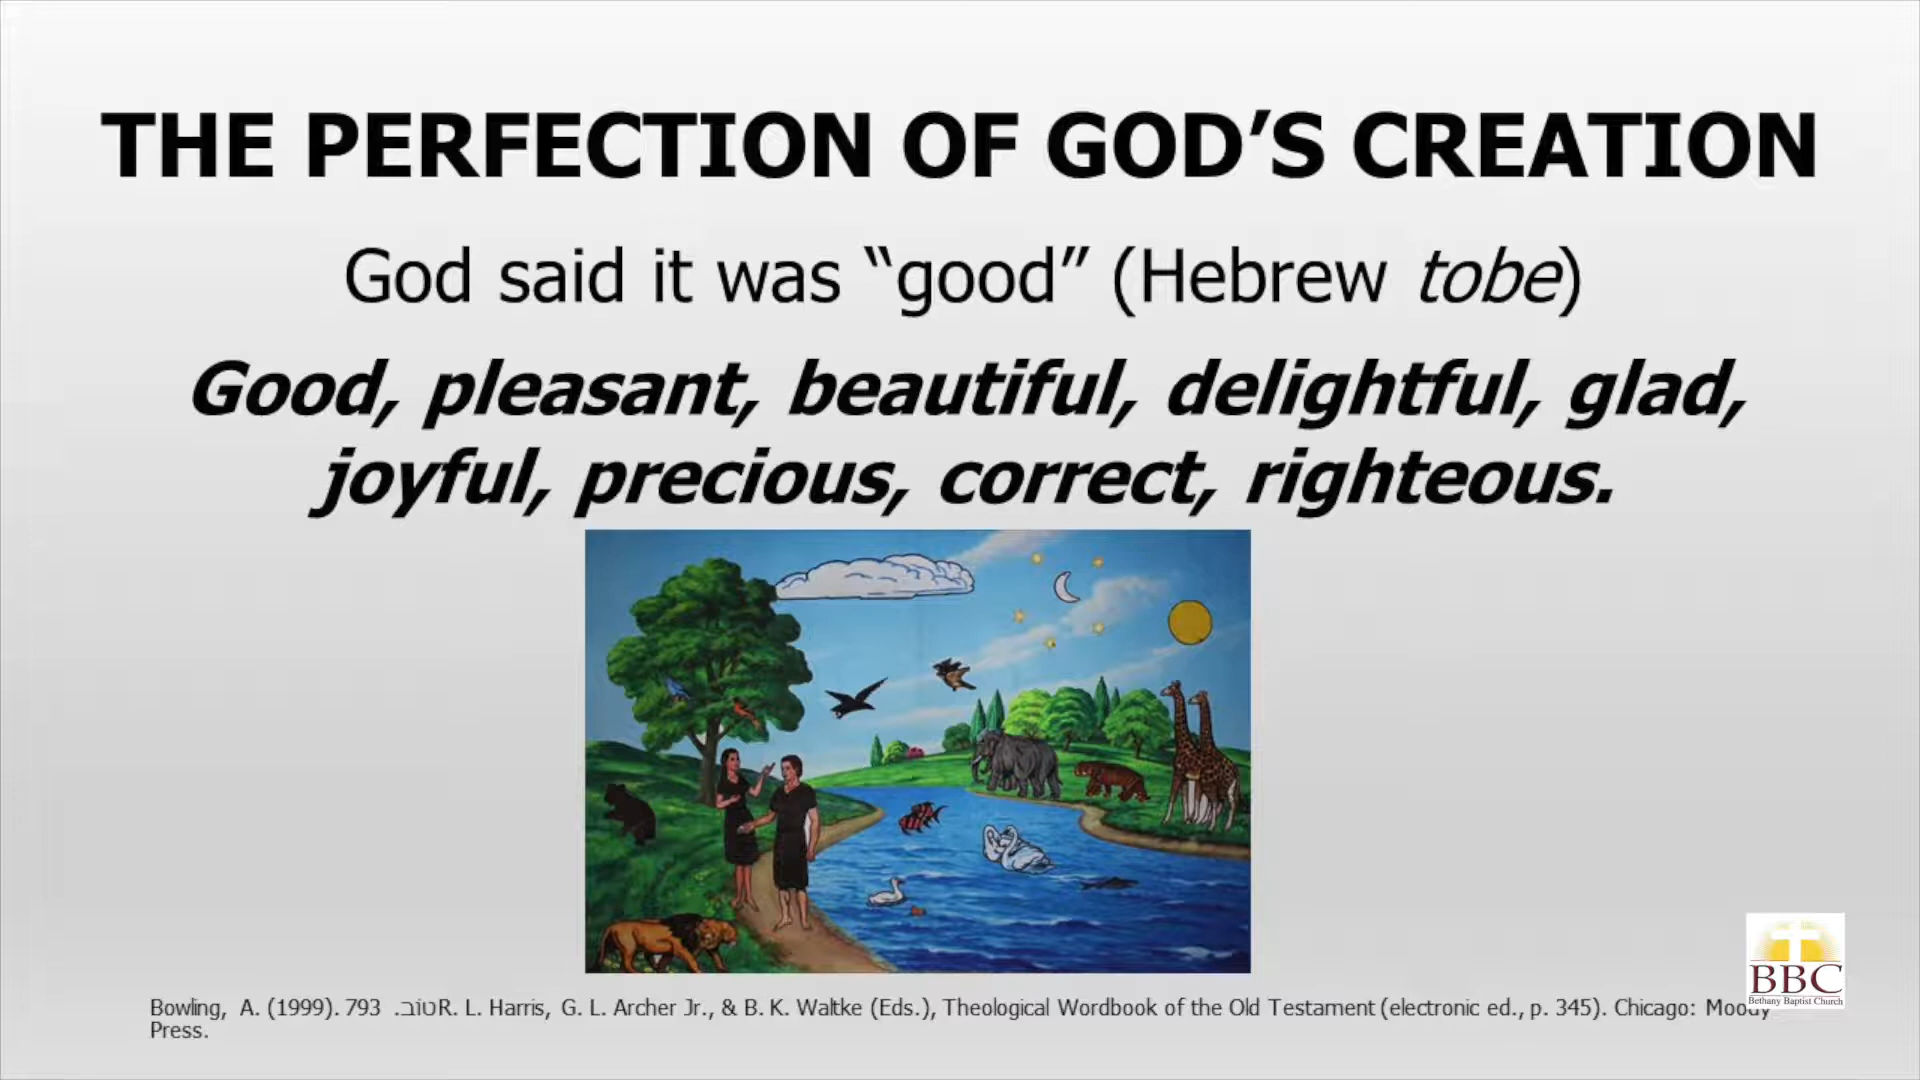 THE PERFECTION OF GOD’S CREATION
God said it was “good” (Hebrew tobe)
Good, pleasant, beautiful, delightful, glad,
joyful, precious, correct, righteous.
BBC
Bethany Baptist Church
Bowling, A. (1999). 793 טוֹב. R. L. Harris, G. L. Archer Jr., & B. K. Waltke (Eds.), Theological Wordbook of the Old Testament (electronic ed., p. 345). Chicago: Moody
Press.